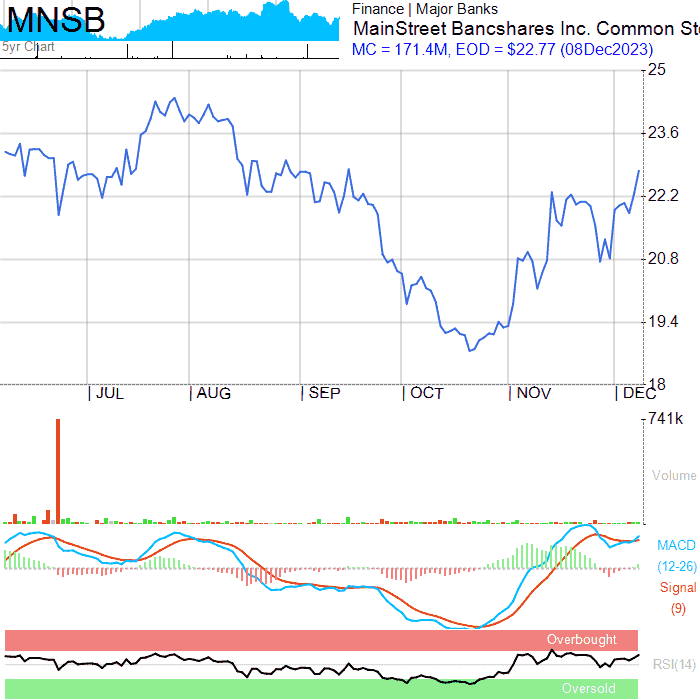 MNSB
5yr Chart
Finance | Major Banks
MainStreet Bancshares Inc. Common Sto
MC = 171.4M, EOD = $22.77 (08Dec2023)
25
23.6
22.2
20.8
19.4
18
JUL
AUG
SEP
OCT
NOV
DEC
741k
Volume
MACD
(12-26)
Signal
(9)
Overbought
RSI(14)
Oversold